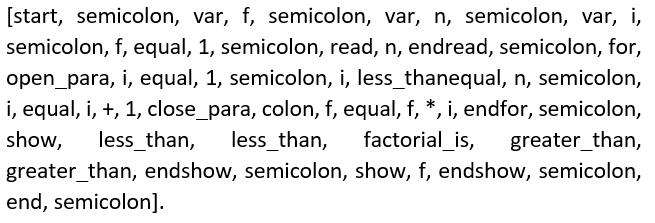 [start, semicolon, var, f, semicolon, var, n, semicolon, var, i,
semicolon, f, equal, 1, semicolon, read, n, endread, semicolon, for,
open_para, i, equal, 1, semicolon, i, less_thanequal, n, semicolon,
i, equal, i, +, 1, close_para, colon, f, equal, f, *, i, endfor, semicolon,
show, less_than, less_than, factorial_is, greater_than,
greater_than, endshow, semicolon, show, f, endshow, semicolon,
end, semicolon].